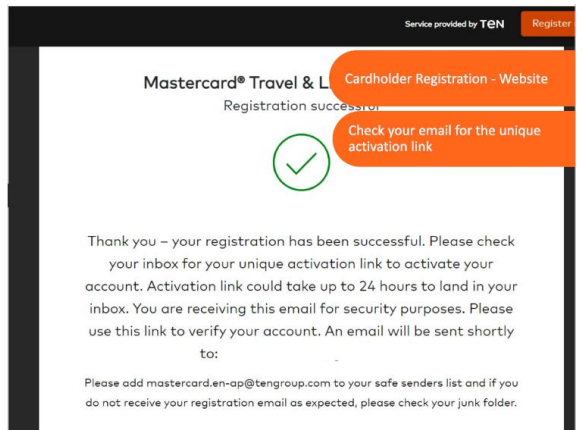 Service provided by TEN
Register
Mastercard® Travel & L
Cardholder Registration - Website
Registration successful
Check your email for the unique
activation link
Thank you – your registration has been successful. Please check
your inbox for your unique activation link to activate your
account. Activation link could take up to 24 hours to land in your
inbox. You are receiving this email for security purposes. Please
use this link to verify your account. An email will be sent shortly
to:
Please add mastercard.en-ap@tengroup.com to your safe senders list and if you
do not receive your registration email as expected, please check your junk folder.